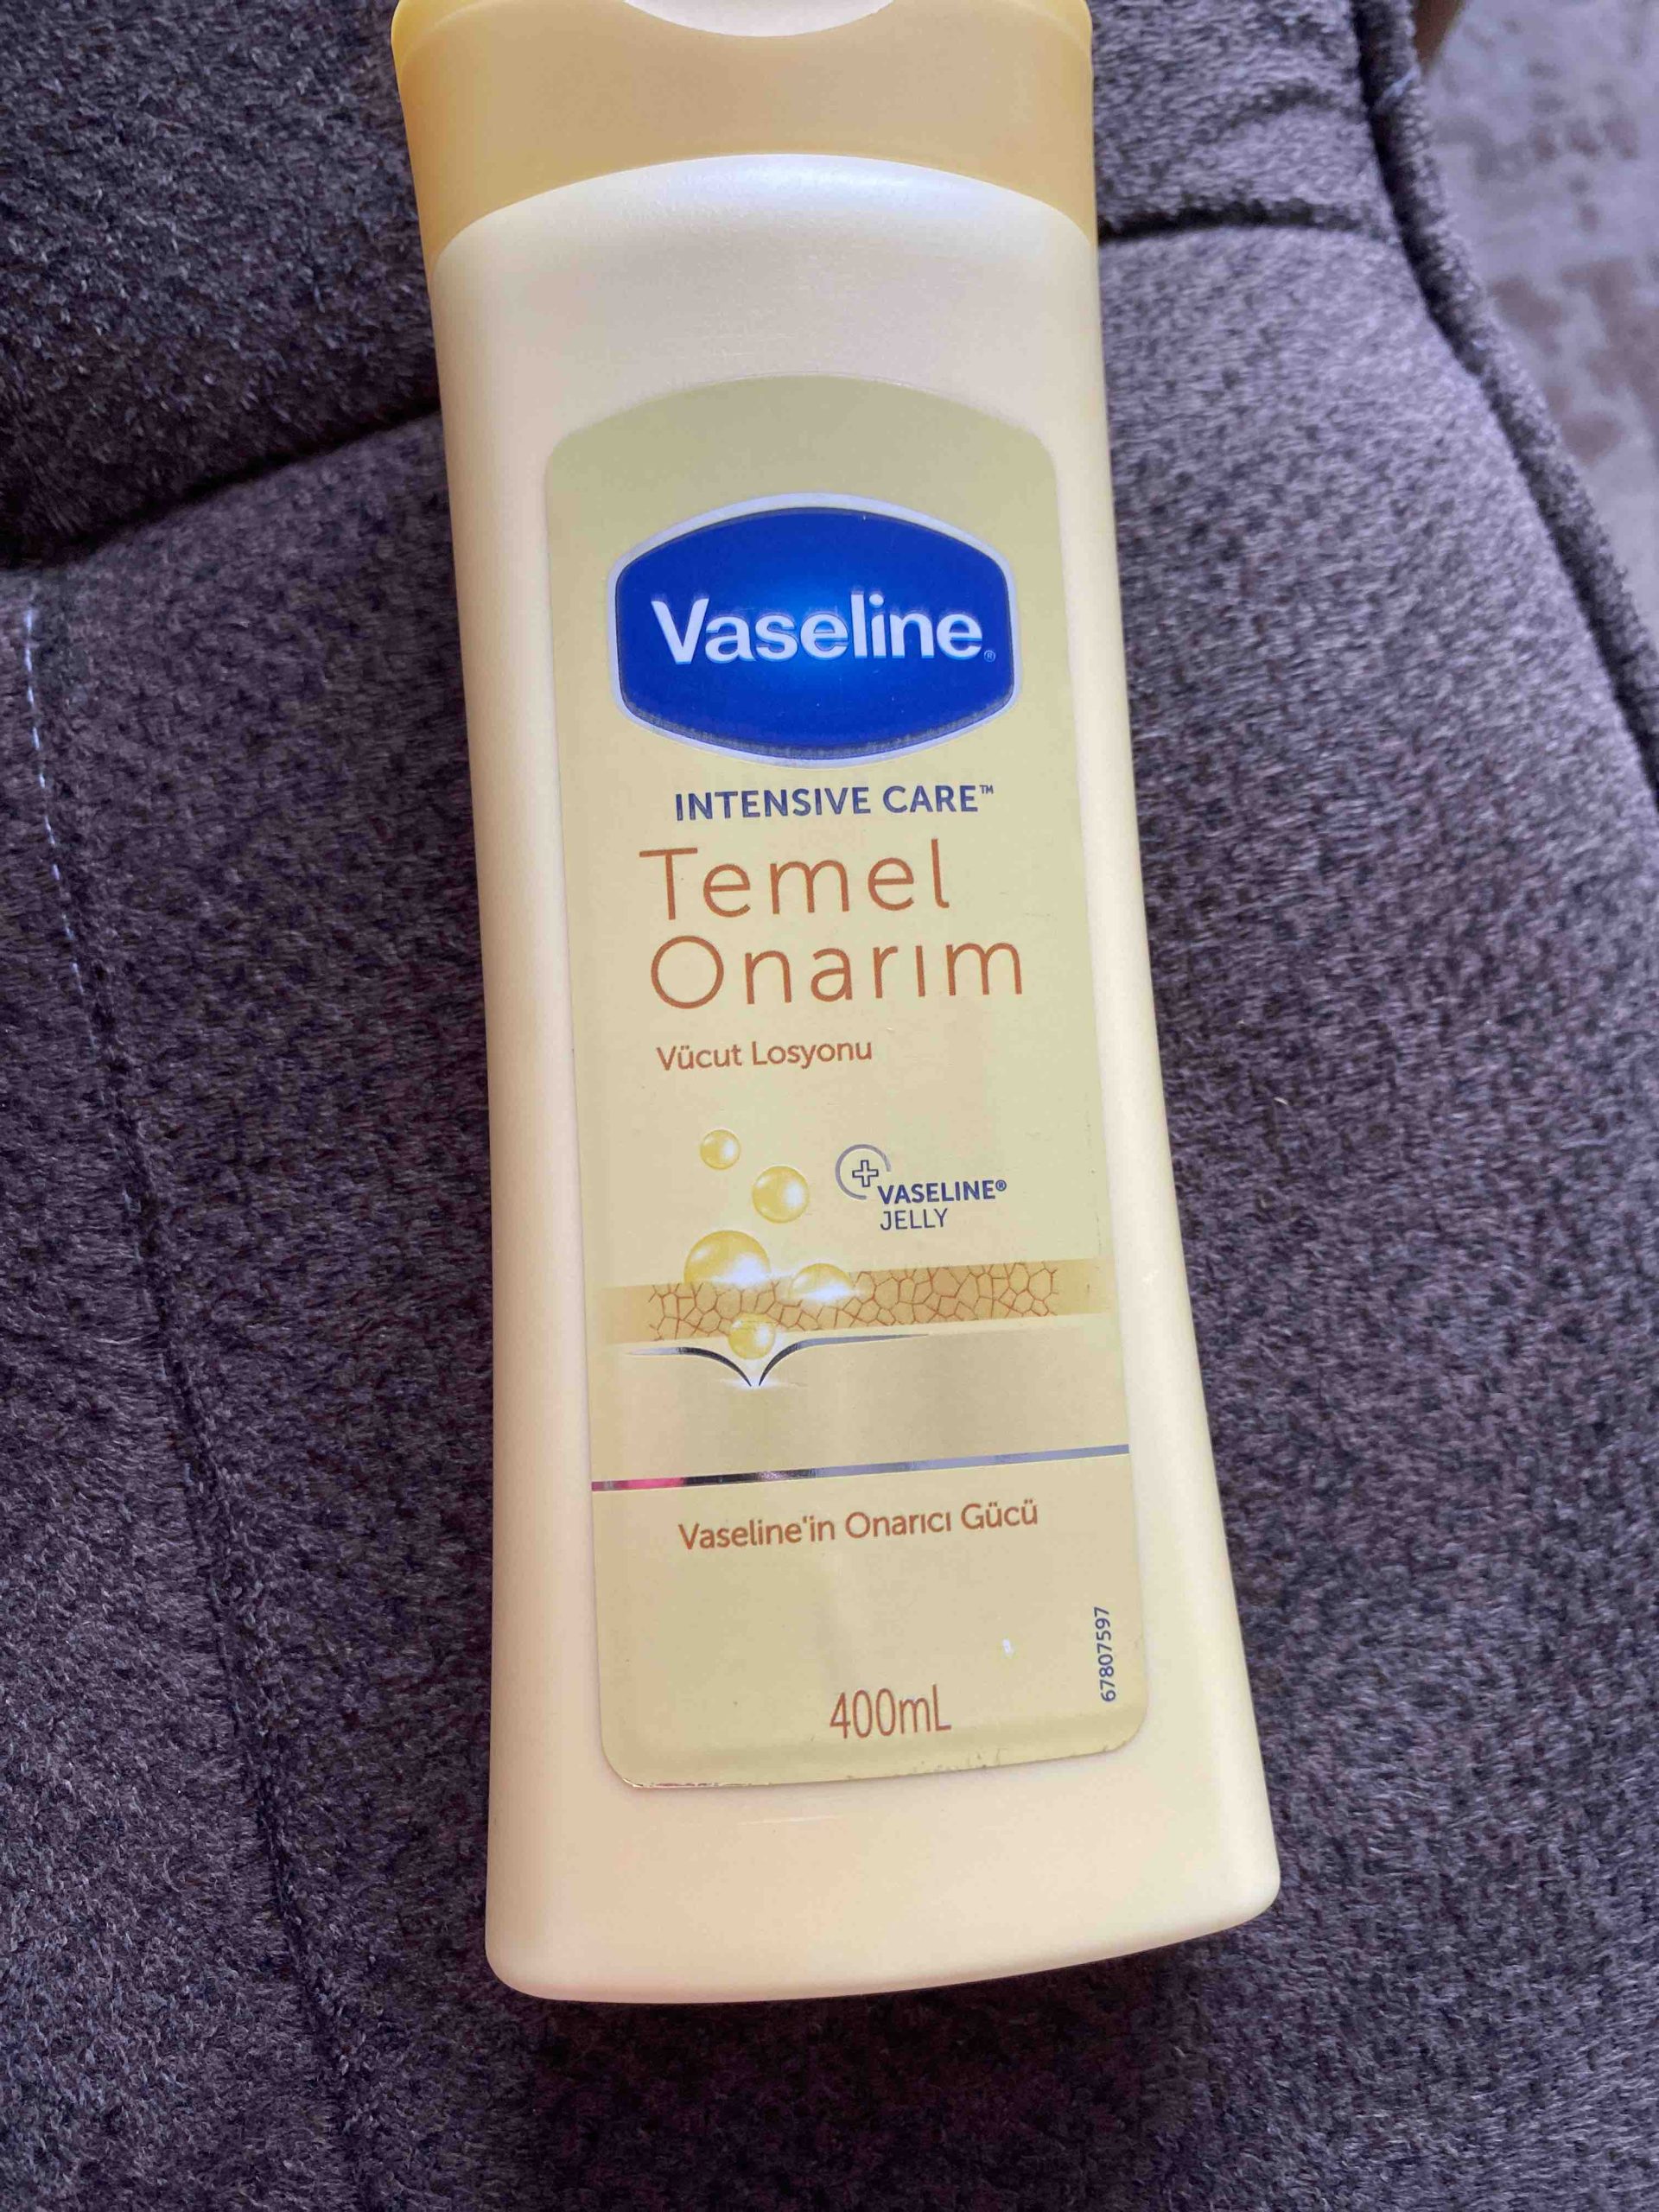 Vaseline®
INTENSIVE CARE™
Temel
Onarım
Vücut Losyonu
VASELINE®
JELLY
Vaseline'in Onarıcı Gücü
67807597
400mL